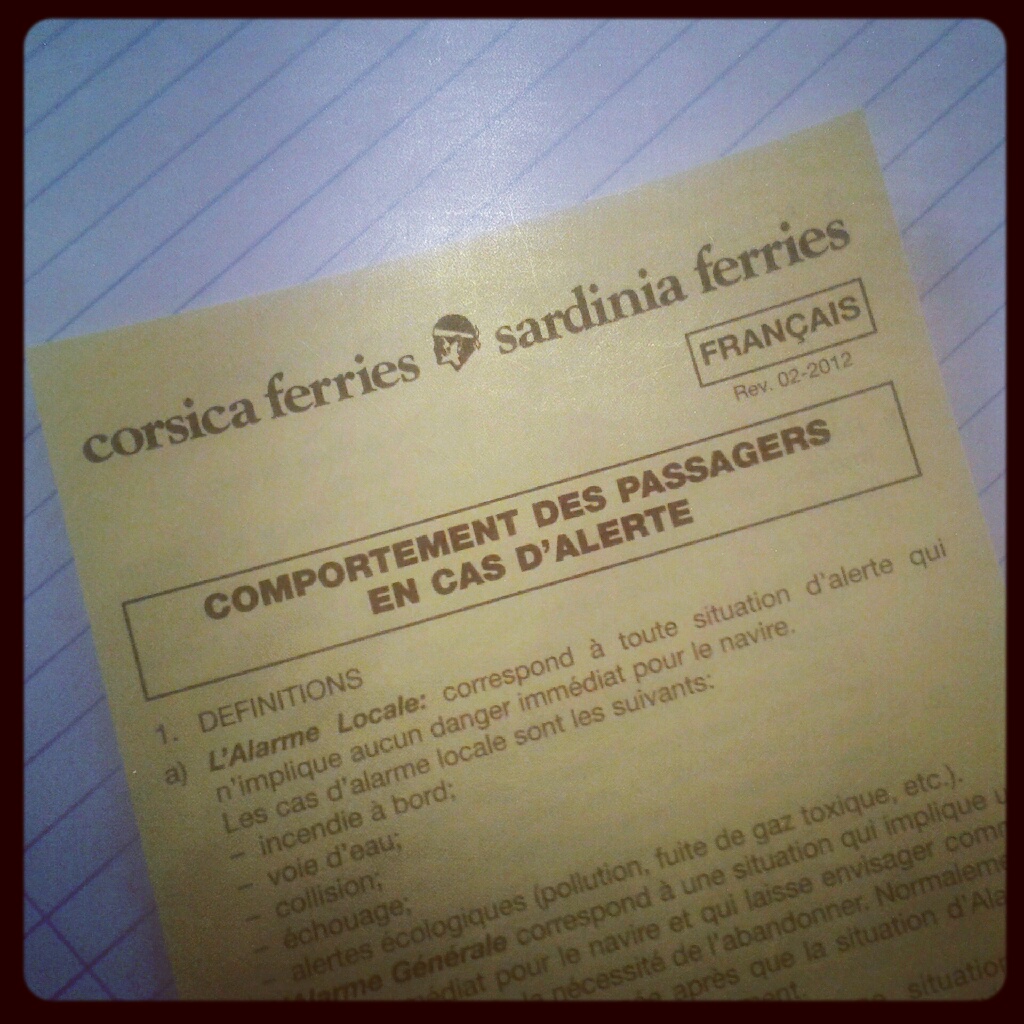 corsica ferries sardinia ferries
FRANÇAIS
Rev. 02-2012
COMPORTEMENT DES PASSAGERS
EN CAS D'ALERTE
1. DEFINITIONS
a) L'Alarme Locale: correspond à toute situation d'alerte qui
n'implique aucun danger immédiat pour le navire.
Les cas d'alarme locale sont les suivants:
– incendie à bord;
– voie d'eau;
– collision;
– échouage;
– alertes écologiques (pollution, fuite de gaz toxique, etc.).
Alarme Générale correspond à une situation qui implique
pour le navire et qui laisse envisager
nécessité de l'abandonner.
après que la situation
situation